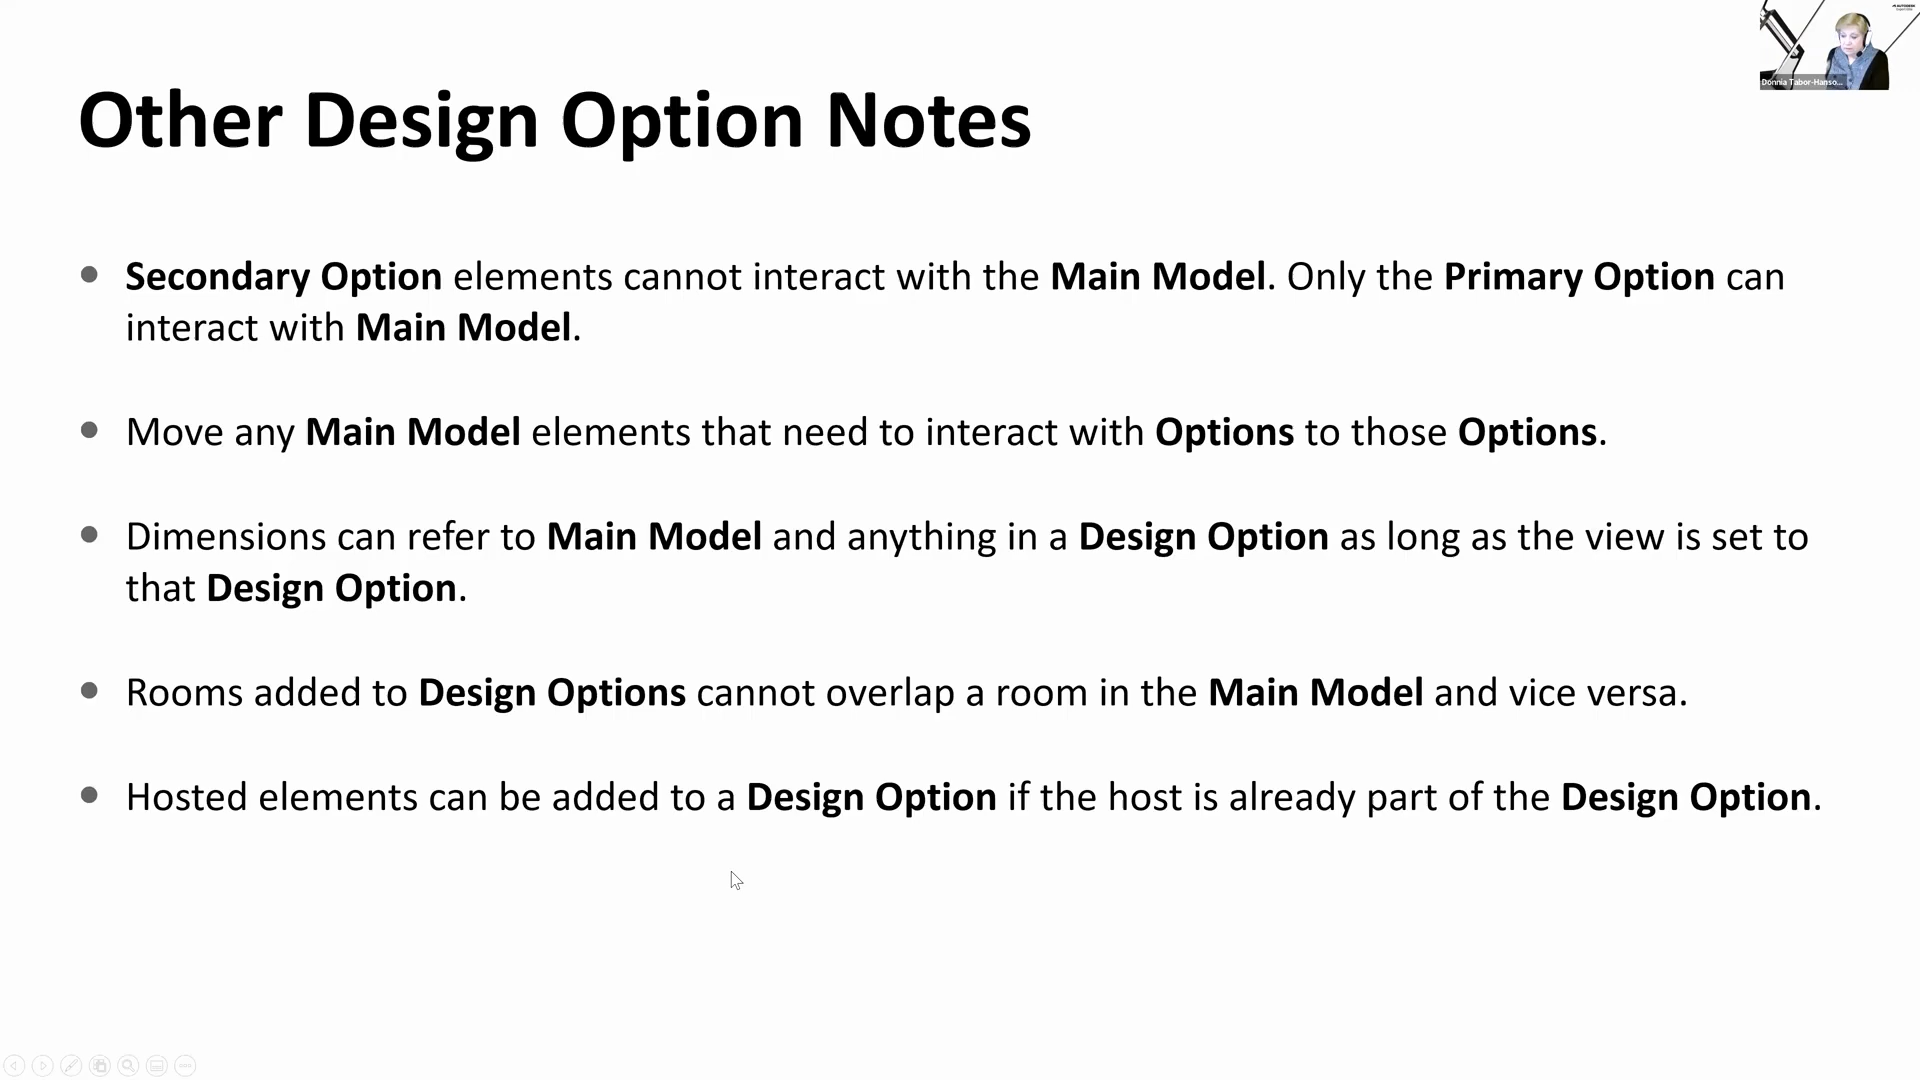 AUTODESK
Donnia Tabor-Hanso...
Other Design Option Notes
Secondary Option elements cannot interact with the Main Model. Only the Primary Option can
interact with Main Model.
Move any Main Model elements that need to interact with Options to those Options.
Dimensions can refer to Main Model and anything in a Design Option as long as the view is set to
that Design Option.
Rooms added to Design Options cannot overlap a room in the Main Model and vice versa.
Hosted elements can be added to a Design Option if the host is already part of the Design Option.